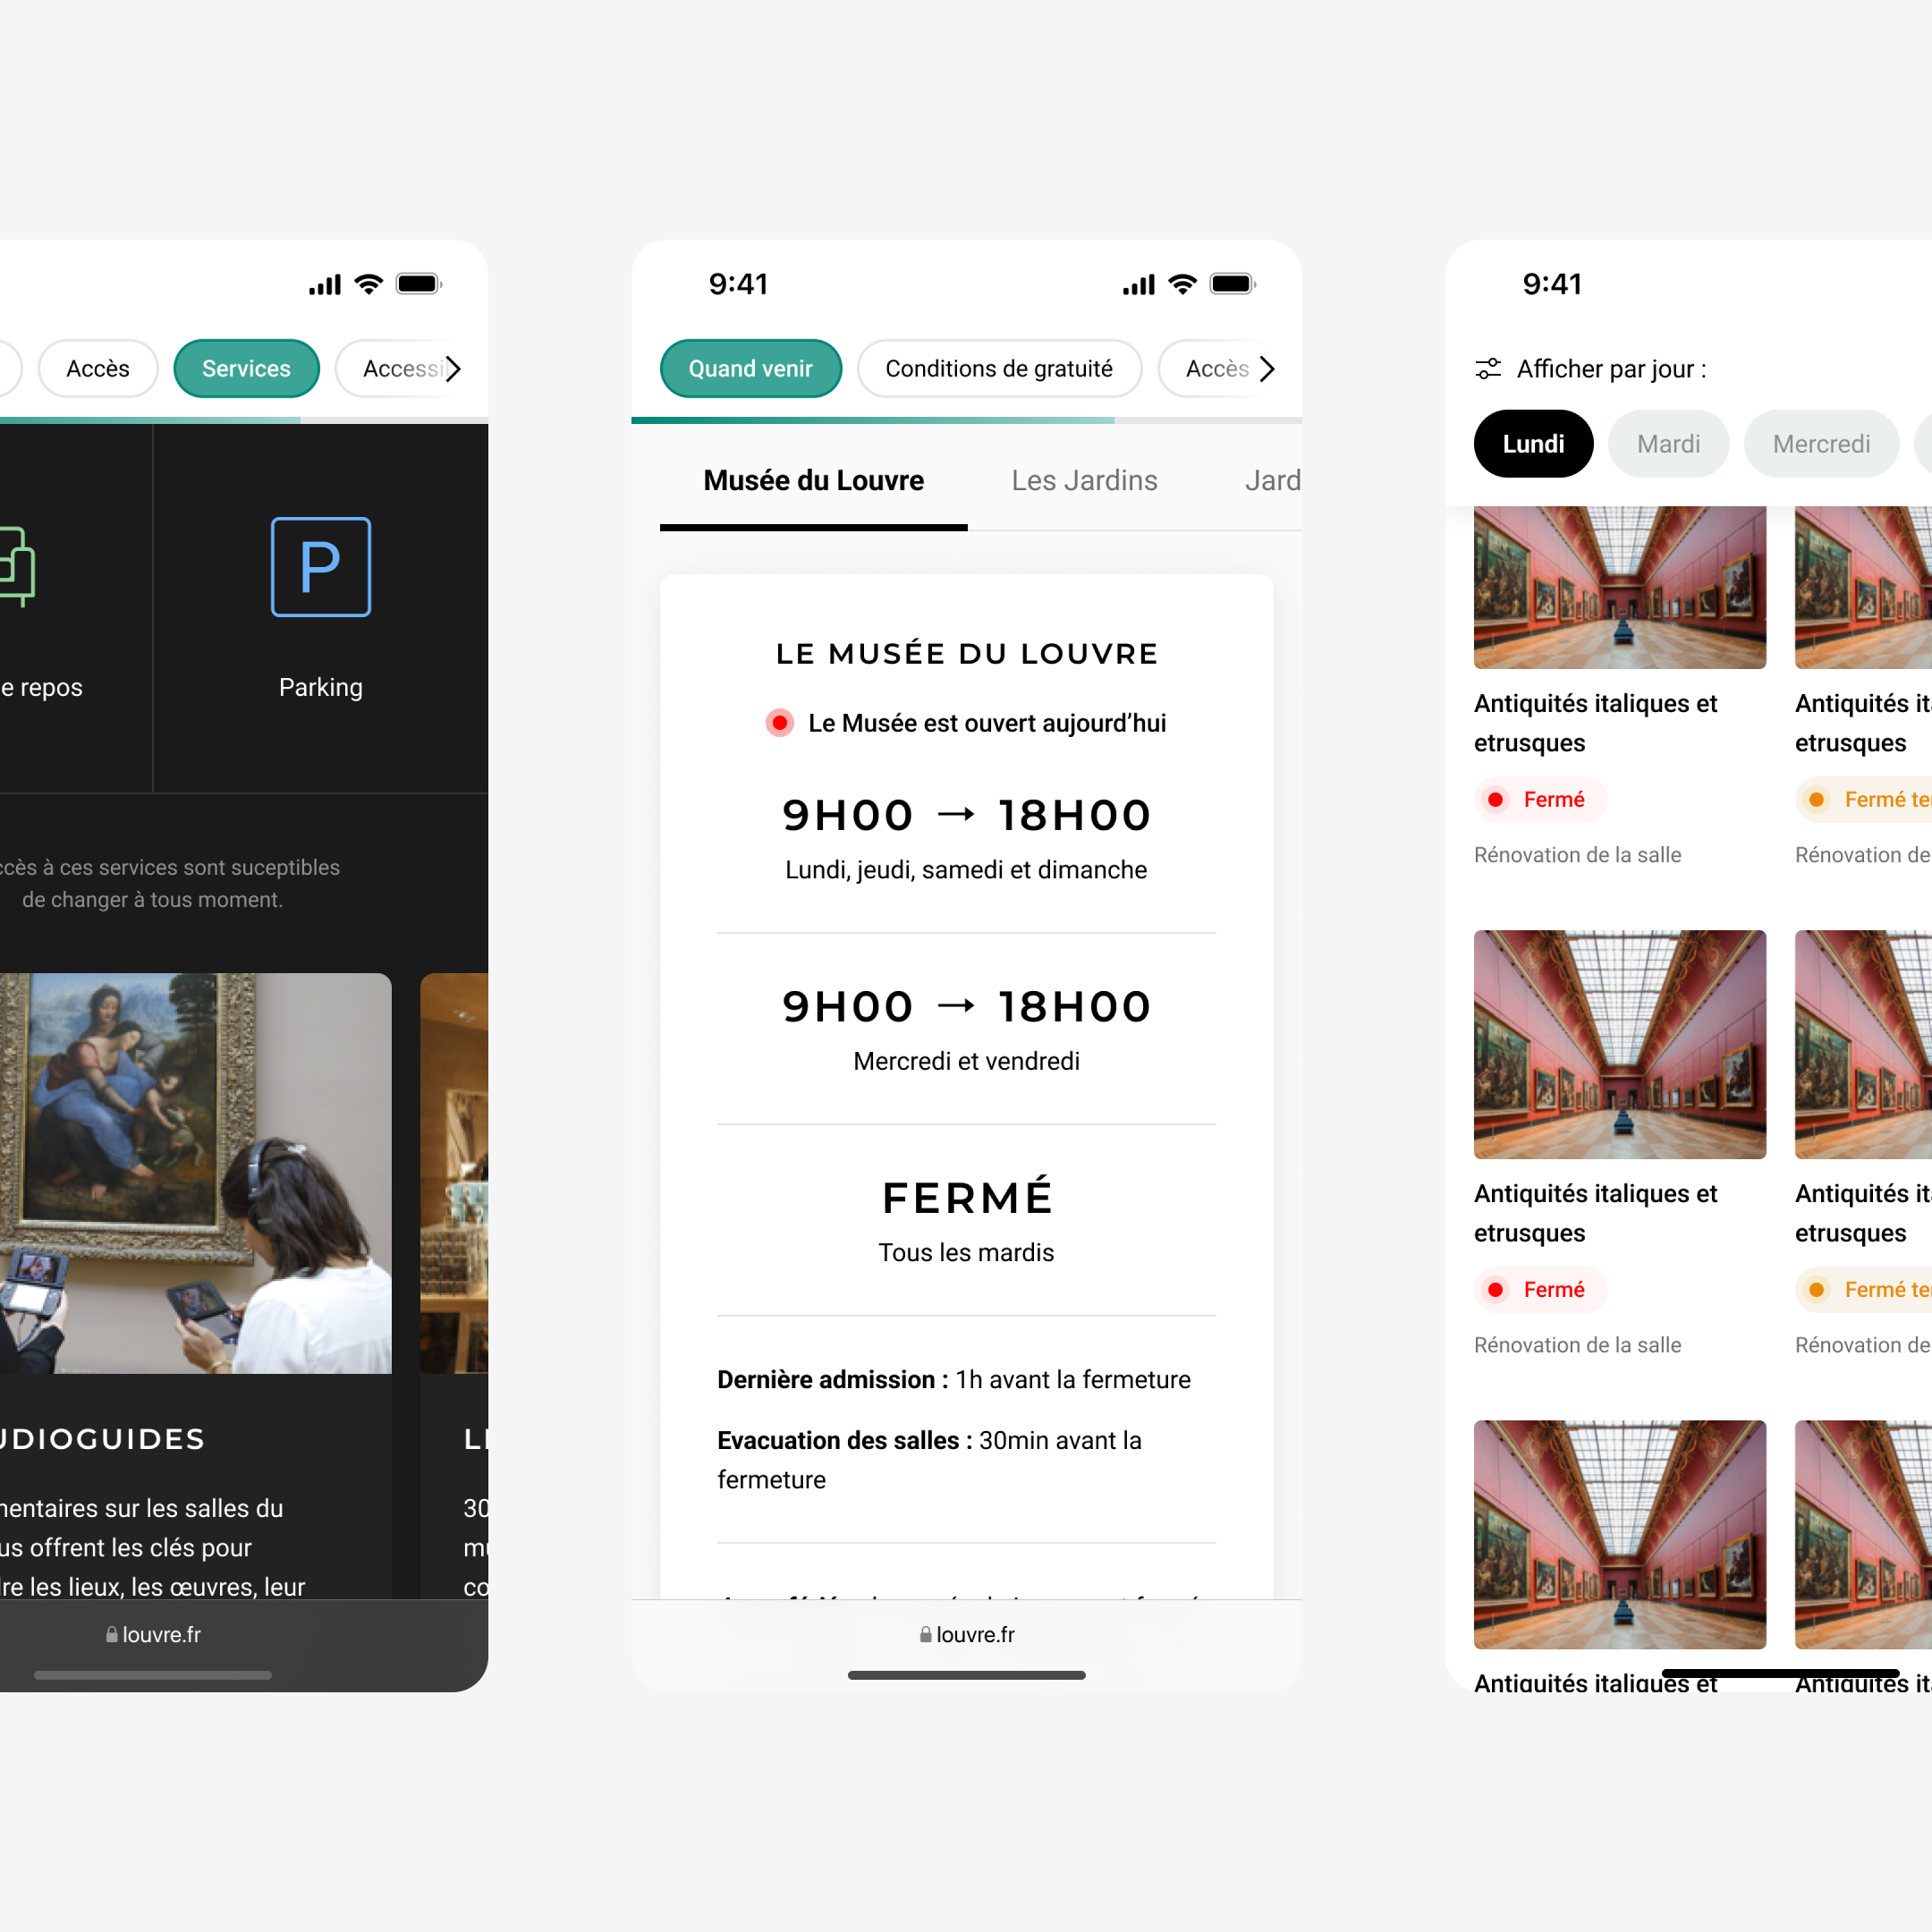 Accès
Services
Accessi
P
e repos
Parking
ccès à ces services sont suceptibles
de changer à tous moment.
UDIOGUIDES
mentaires sur les salles du
us offrent les clés pour
dre les lieux, les œuvres, leur
30
louvre.fr
9:41
Quand venir
Conditions de gratuité
Accès
Musée du Louvre
Les Jardins
Jard
LE MUSÉE DU LOUVRE
Le Musée est ouvert aujourd’hui
9H00 → 18H00
Lundi, jeudi, samedi et dimanche
9H00 → 18H00
Mercredi et vendredi
FERMÉ
Tous les mardis
Dernière admission : 1h avant la fermeture
Evacuation des salles : 30min avant la
fermeture
louvre.fr
9:41
Afficher par jour :
Lundi
Mardi
Mercredi
Antiquités italiques et
etrusques
Fermé
Rénovation de la salle
Antiquités it
etrusques
Fermé te
Rénovation de
Antiquités italiques et
etrusques
Fermé
Rénovation de la salle
Antiquités it
etrusques
Fermé te
Rénovation de
Antiquités italiques et
Antiquités it